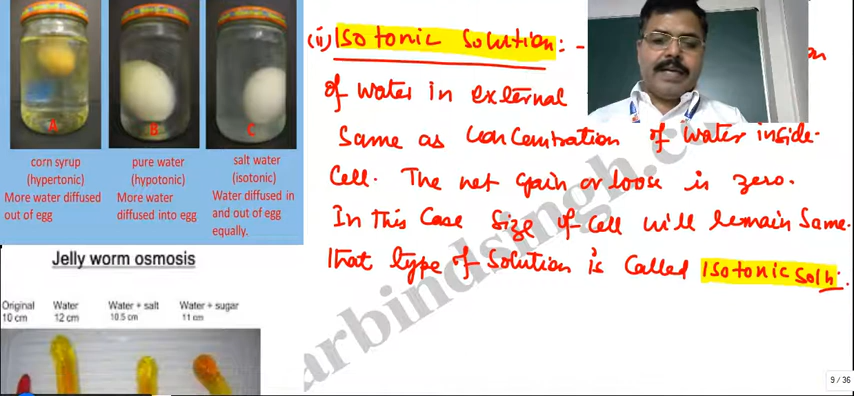 A
B
C
corn syrup
(hypertonic)
More water diffused
out of egg
pure water
(hypotonic)
More water
diffused into egg
salt water
(isotonic)
Water diffused in
and out of egg
equally.
Jelly worm osmosis
Original
10 cm
Water
12 cm
Water + salt
10.5 cm
Water + sugar
11 cm
(ii) Isotonic Solution :-
of water in external
Same as concentration of water inside
Cell. The net gain or loose is zero.
In this case size of cell will remain same.
that type of solution is called isotonic soln.
arbindsingh.co
9 / 36